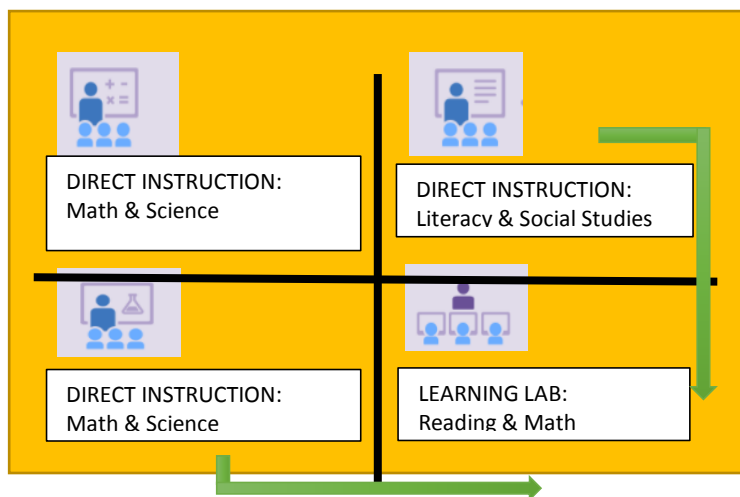 DIRECT INSTRUCTION:
Math & Science
DIRECT INSTRUCTION:
Literacy & Social Studies
DIRECT INSTRUCTION:
Math & Science
LEARNING LAB:
Reading & Math